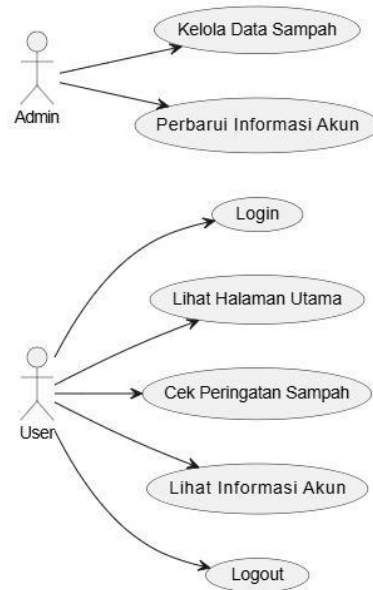 Kelola Data Sampah
Admin
Perbarui Informasi Akun
Login
Lihat Halaman Utama
Cek Peringatan Sampah
User
Lihat Informasi Akun
Logout